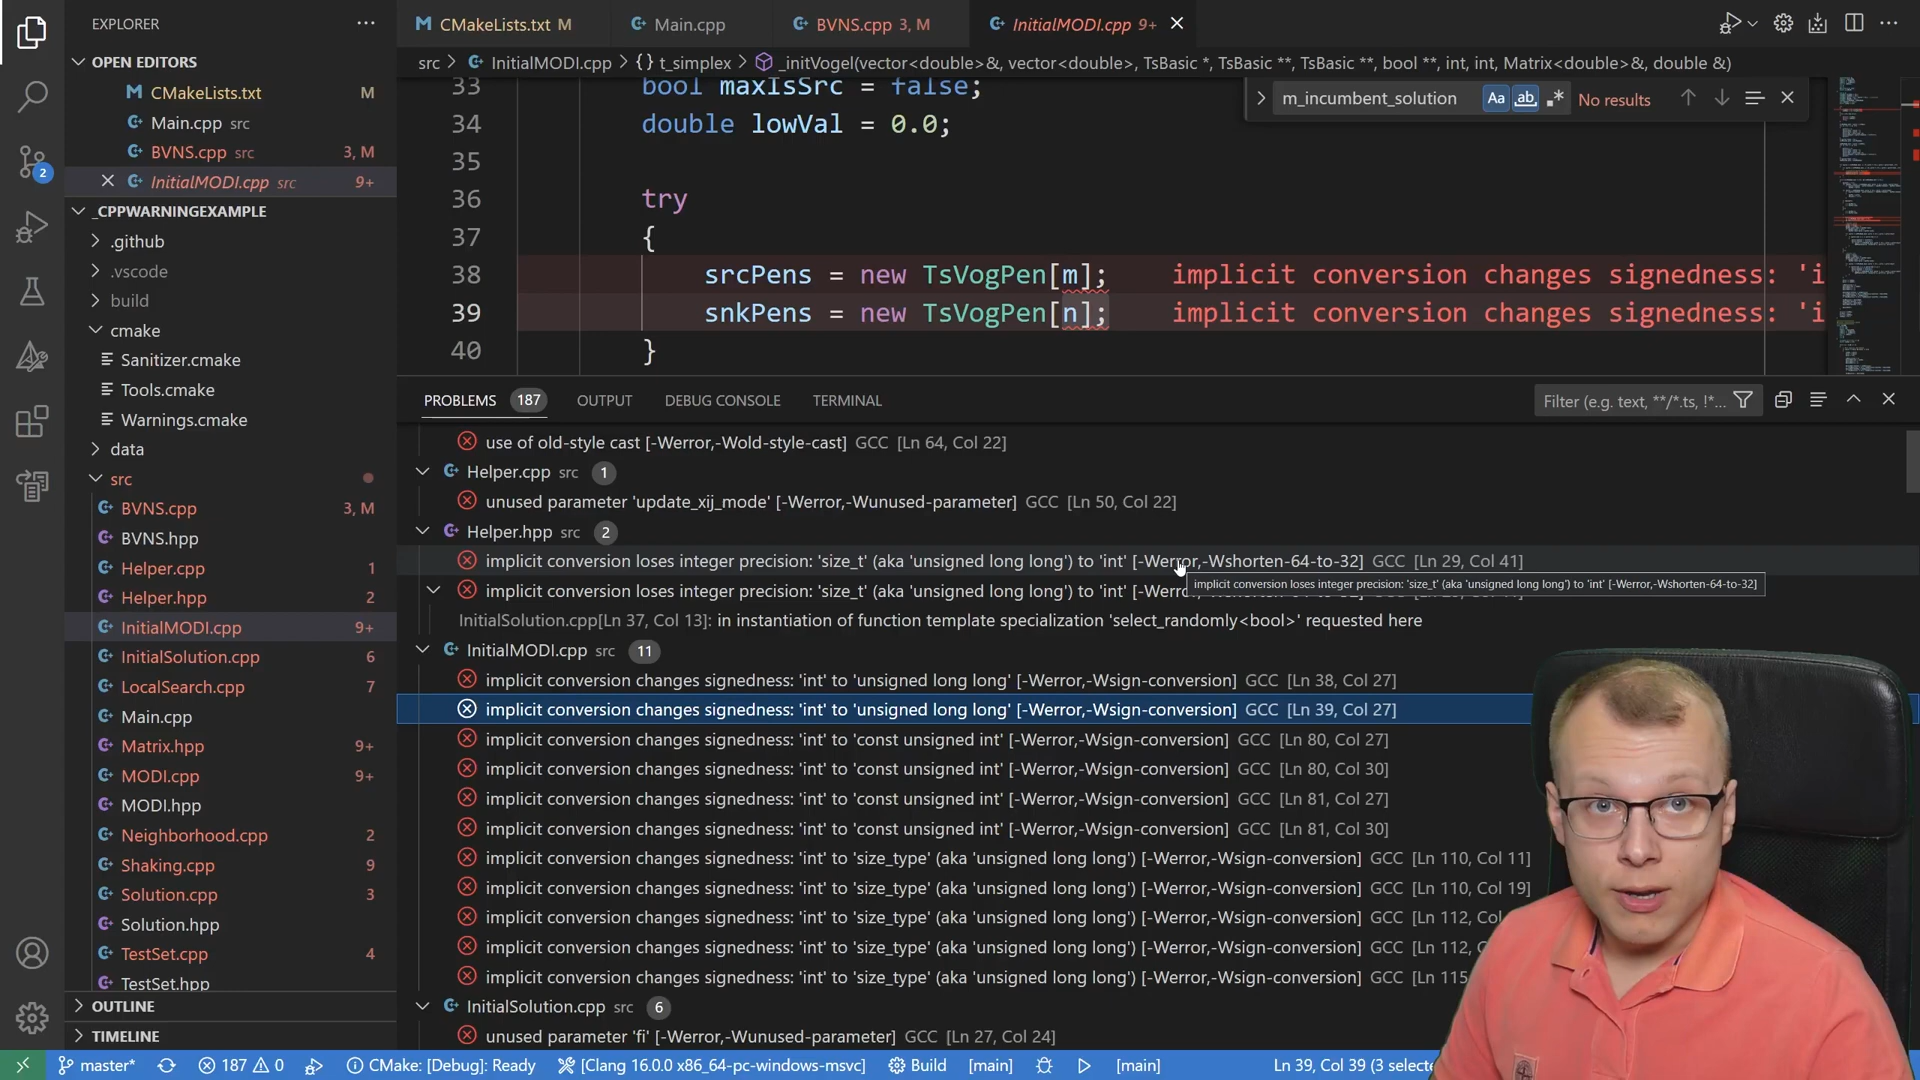 EXPLORER
OPEN EDITORS
CMakeLists.txt M
Main.cpp src
BVNS.cpp src 3, M
InitialMODI.cpp src 9+
_CPPWARNINGEXAMPLE
.github
.vscode
build
cmake
Sanitizer.cmake
Tools.cmake
Warnings.cmake
data
src
BVNS.cpp 3, M
BVNS.hpp
Helper.cpp 1
Helper.hpp 2
InitialMODI.cpp 9+
InitialSolution.cpp 6
LocalSearch.cpp 7
Main.cpp
Matrix.hpp 9+
MODI.cpp 9+
MODI.hpp
Neighborhood.cpp 2
Shaking.cpp 9
Solution.cpp 3
Solution.hpp
TestSet.cpp 4
TestSet.hpp
OUTLINE
TIMELINE
2
CMakeLists.txt M Main.cpp BVNS.cpp 3, M InitialMODI.cpp 9+
src > InitialMODI.cpp > {} t_simplex > _initVogel(vector<double>&, vector<double>, TsBasic *, TsBasic **, TsBasic **, bool **, int, int, Matrix<double>&, double &)
m_incumbent_solution Aa ab .* No results
33 bool maxIsSrc = false;
34 double lowVal = 0.0;
35
36 try
37 {
38 srcPens = new TsVogPen[m]; implicit conversion changes signedness: 'i
39 snkPens = new TsVogPen[n]; implicit conversion changes signedness: 'i
40 }
PROBLEMS 187 OUTPUT DEBUG CONSOLE TERMINAL Filter (e.g. text, **/*.ts, !*...
use of old-style cast [-Werror,-Wold-style-cast] GCC [Ln 64, Col 22]
Helper.cpp src 1
unused parameter 'update_xij_mode' [-Werror,-Wunused-parameter] GCC [Ln 50, Col 22]
Helper.hpp src 2
implicit conversion loses integer precision: 'size_t' (aka 'unsigned long long') to 'int' [-Werror,-Wshorten-64-to-32] GCC [Ln 29, Col 41]
implicit conversion loses integer precision: 'size_t' (aka 'unsigned long long') to 'int' [-Werror,-Wshorten-64-to-32]
implicit conversion loses integer precision: 'size_t' (aka 'unsigned long long') to 'int' [-Werror,
InitialSolution.cpp[Ln 37, Col 13]: in instantiation of function template specialization 'select_randomly<bool>' requested here
InitialMODI.cpp src 11
implicit conversion changes signedness: 'int' to 'unsigned long long' [-Werror,-Wsign-conversion] GCC [Ln 38, Col 27]
implicit conversion changes signedness: 'int' to 'unsigned long long' [-Werror,-Wsign-conversion] GCC [Ln 39, Col 27]
implicit conversion changes signedness: 'int' to 'const unsigned int' [-Werror,-Wsign-conversion] GCC [Ln 80, Col 27]
implicit conversion changes signedness: 'int' to 'const unsigned int' [-Werror,-Wsign-conversion] GCC [Ln 80, Col 30]
implicit conversion changes signedness: 'int' to 'const unsigned int' [-Werror,-Wsign-conversion] GCC [Ln 81, Col 27]
implicit conversion changes signedness: 'int' to 'const unsigned int' [-Werror,-Wsign-conversion] GCC [Ln 81, Col 30]
implicit conversion changes signedness: 'int' to 'size_type' (aka 'unsigned long long') [-Werror,-Wsign-conversion] GCC [Ln 110, Col 11]
implicit conversion changes signedness: 'int' to 'size_type' (aka 'unsigned long long') [-Werror,-Wsign-conversion] GCC [Ln 110, Col 19]
implicit conversion changes signedness: 'int' to 'size_type' (aka 'unsigned long long') [-Werror,-Wsign-conversion] GCC [Ln 112, Col
implicit conversion changes signedness: 'int' to 'size_type' (aka 'unsigned long long') [-Werror,-Wsign-conversion] GCC [Ln 112, Co
implicit conversion changes signedness: 'int' to 'size_type' (aka 'unsigned long long') [-Werror,-Wsign-conversion] GCC [Ln 115
InitialSolution.cpp src 6
unused parameter 'fi' [-Werror,-Wunused-parameter] GCC [Ln 27, Col 24]
master* 187 0 CMake: [Debug]: Ready [Clang 16.0.0 x86_64-pc-windows-msvc] Build [main] [main] Ln 39, Col 39 (3 selecte